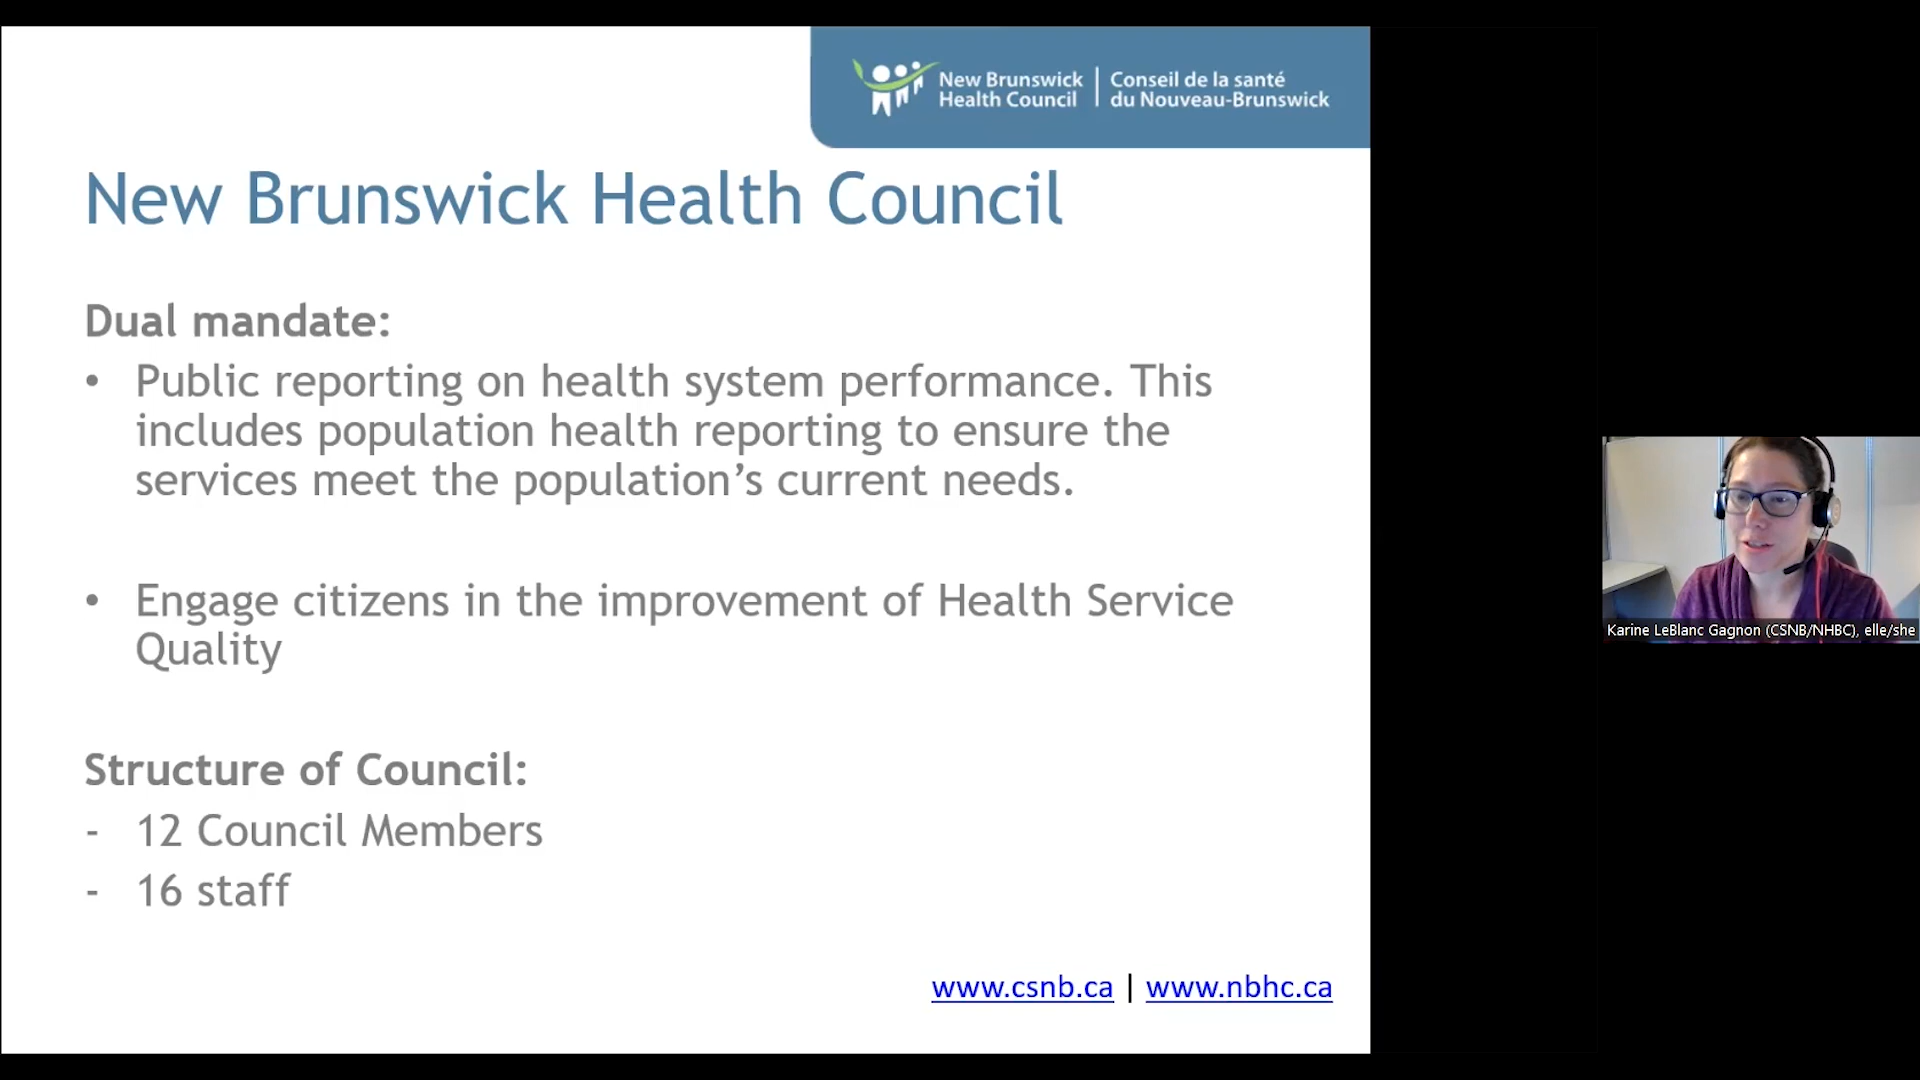 New Brunswick
Health Council
Conseil de la santé
du Nouveau-Brunswick
New Brunswick Health Council
Dual mandate:
• Public reporting on health system performance. This
includes population health reporting to ensure the
services meet the population’s current needs.
• Engage citizens in the improvement of Health Service
Quality
Structure of Council:
- 12 Council Members
- 16 staff
www.csnb.ca | www.nbhc.ca
Karine LeBlanc Gagnon (CSNB/NHBC), elle/she